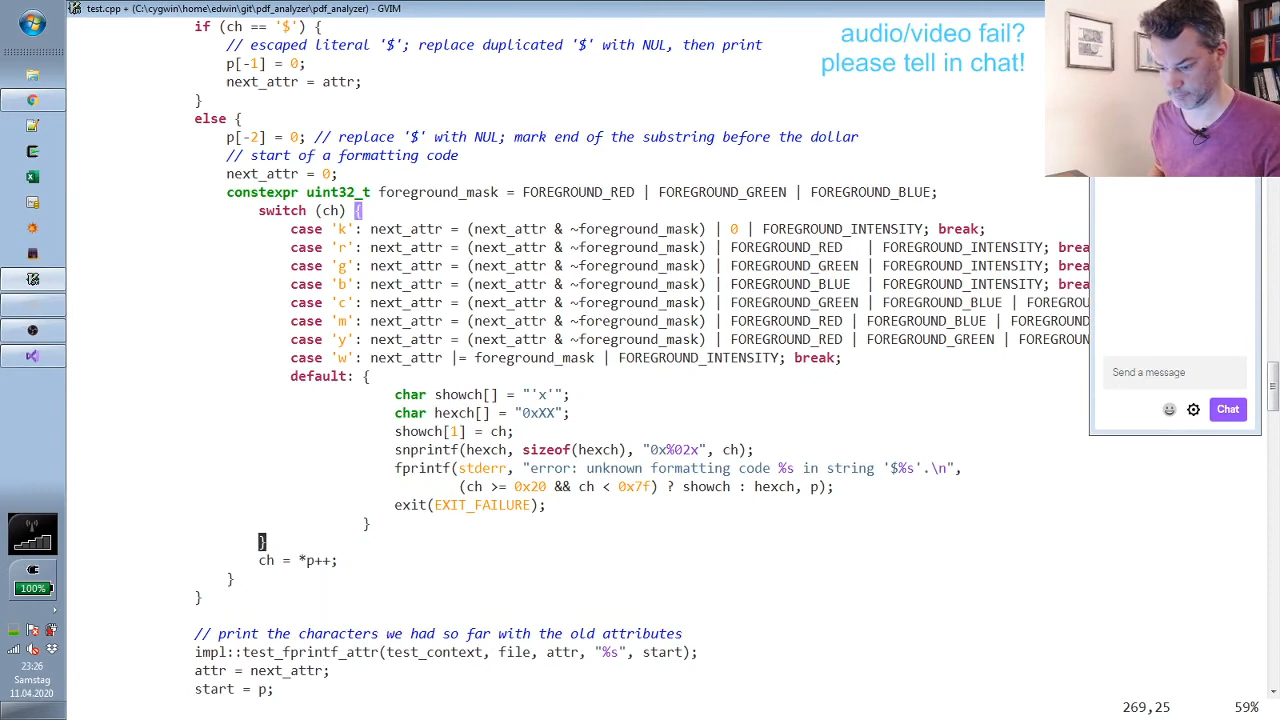 test.cpp + (C:\cygwin\home\edwin\git\pdf_analyzer\pdf_analyzer) - GVIM
if (ch == '$') {
// escaped literal '$'; replace duplicated '$' with NUL, then print
p[-1] = 0;
next_attr = attr;
}
else {
p[-2] = 0; // replace '$' with NUL; mark end of the substring before the dollar
// start of a formatting code
next_attr = 0;
constexpr uint32_t foreground_mask = FOREGROUND_RED | FOREGROUND_GREEN | FOREGROUND_BLUE;
switch (ch) {
case 'k': next_attr = (next_attr & ~foreground_mask) | 0 | FOREGROUND_INTENSITY; break;
case 'r': next_attr = (next_attr & ~foreground_mask) | FOREGROUND_RED   | FOREGROUND_INTENSITY; brea
case 'g': next_attr = (next_attr & ~foreground_mask) | FOREGROUND_GREEN | FOREGROUND_INTENSITY; brea
case 'b': next_attr = (next_attr & ~foreground_mask) | FOREGROUND_BLUE  | FOREGROUND_INTENSITY; brea
case 'c': next_attr = (next_attr & ~foreground_mask) | FOREGROUND_GREEN | FOREGROUND_BLUE | FOREGROU
case 'm': next_attr = (next_attr & ~foreground_mask) | FOREGROUND_RED | FOREGROUND_BLUE | FOREGROUND
case 'y': next_attr = (next_attr & ~foreground_mask) | FOREGROUND_RED | FOREGROUND_GREEN | FOREGROUN
case 'w': next_attr |= foreground_mask | FOREGROUND_INTENSITY; break;
default: {
char showch[] = "'x'";
char hexch[] = "0xXX";
showch[1] = ch;
snprintf(hexch, sizeof(hexch), "0x%02x", ch);
fprintf(stderr, "error: unknown formatting code %s in string '$%s'.\n",
(ch >= 0x20 && ch < 0x7f) ? showch : hexch, p);
exit(EXIT_FAILURE);
}
}
ch = *p++;
}
}
// print the characters we had so far with the old attributes
impl::test_fprintf_attr(test_context, file, attr, "%s", start);
attr = next_attr;
start = p;
269,25 59%
audio/video fail?
please tell in chat!
Send a message
Chat
100%
23:26
Samstag
11.04.2020